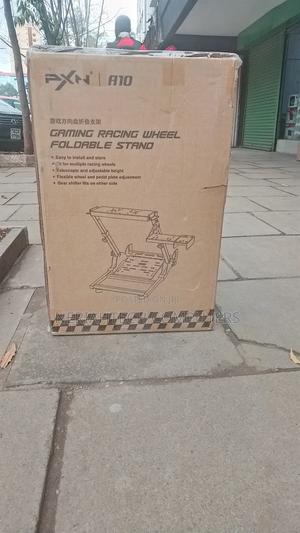 PXN | A10
游戏方向盘折叠支架
GAMING RACING WHEEL
FOLDABLE STAND
Easy to install and store
Fit for multiple racing wheels
Telescopic and adjustable height
Flexible wheel and pedal plate adjustment
Gear shifter fits on either side